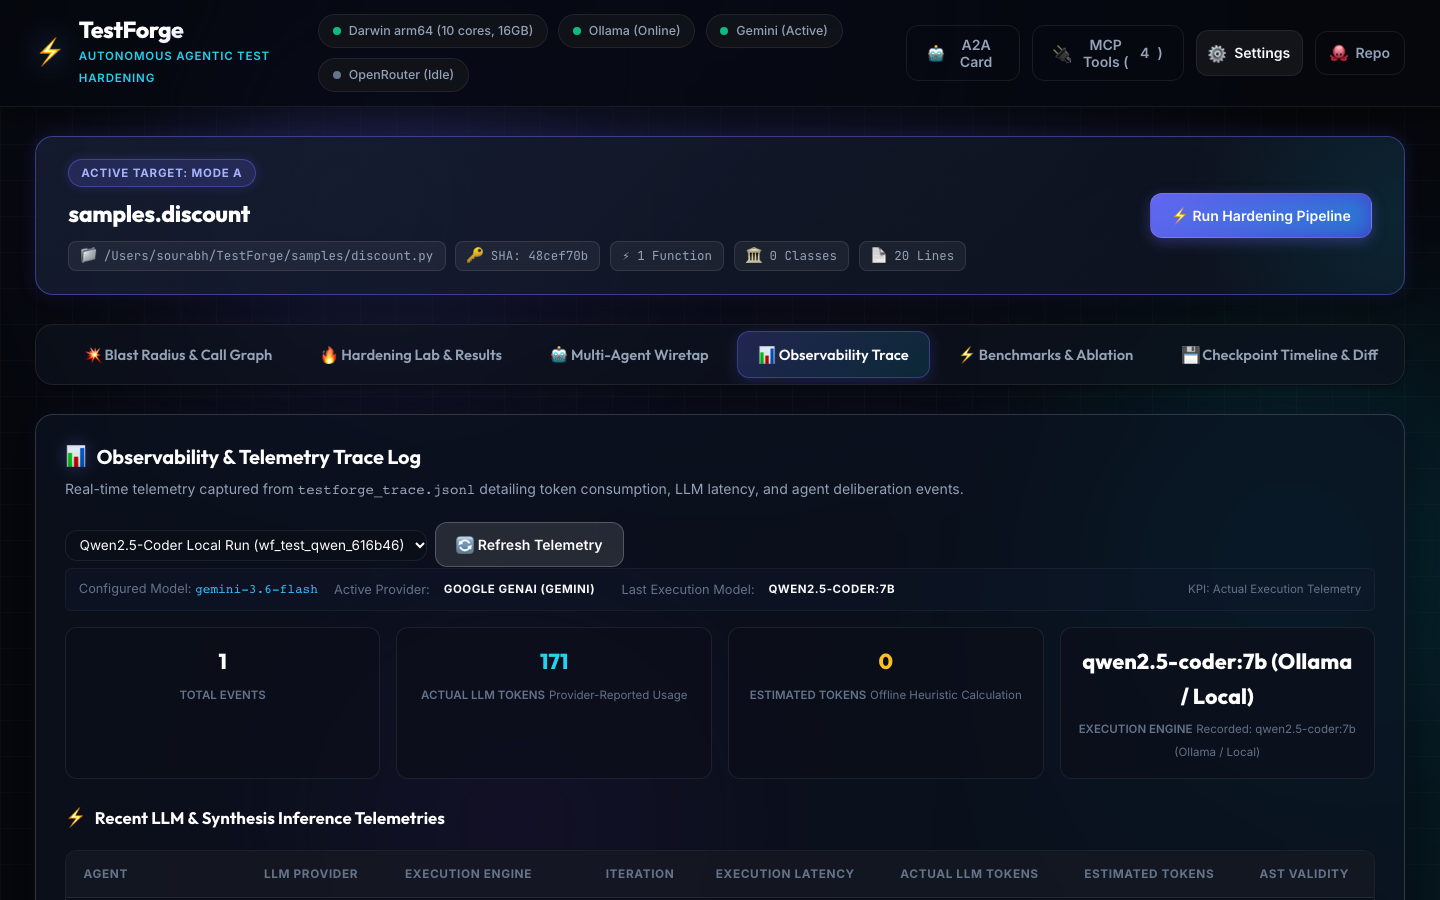 TestForge
AUTONOMOUS AGENTIC TEST
HARDENING
Darwin arm64 (10 cores, 16GB)
Ollama (Online)
Gemini (Active)
OpenRouter (Idle)
A2A
Card
MCP
Tools ( 4 )
Settings
Repo
ACTIVE TARGET: MODE A
samples.discount
/Users/sourabh/TestForge/samples/discount.py
SHA: 48cef70b
⚡ 1 Function
0 Classes
20 Lines
⚡ Run Hardening Pipeline
Blast Radius & Call Graph
Hardening Lab & Results
Multi-Agent Wiretap
Observability Trace
Benchmarks & Ablation
Checkpoint Timeline & Diff
Observability & Telemetry Trace Log
Real-time telemetry captured from testforge_trace.jsonl detailing token consumption, LLM latency, and agent deliberation events.
Qwen2.5-Coder Local Run (wf_test_qwen_616b46)
Refresh Telemetry
Configured Model: gemini-3.6-flash Active Provider: GOOGLE GENAI (GEMINI) Last Execution Model: QWEN2.5-CODER:7B
KPI: Actual Execution Telemetry
1
TOTAL EVENTS
171
ACTUAL LLM TOKENS Provider-Reported Usage
0
ESTIMATED TOKENS Offline Heuristic Calculation
qwen2.5-coder:7b (Ollama
/ Local)
EXECUTION ENGINE Recorded: qwen2.5-coder:7b
(Ollama / Local)
Recent LLM & Synthesis Inference Telemetries
AGENT LLM PROVIDER EXECUTION ENGINE ITERATION EXECUTION LATENCY ACTUAL LLM TOKENS ESTIMATED TOKENS AST VALIDITY